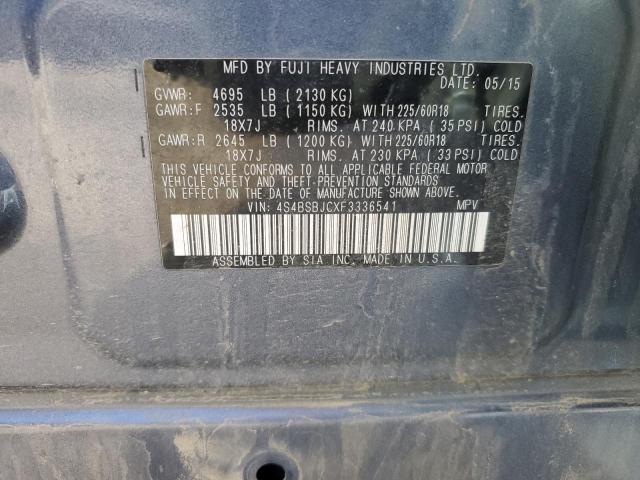 MFD BY FUJI HEAVY INDUSTRIES LTD.
DATE: 05/15
GVWR: 4695 LB (2130 KG)
GAWR:F 2535 LB (1150 KG) WITH 225/60R18 TIRES.
18X7J RIMS. AT 240 KPA (35 PSI) COLD
GAWR:R 2645 LB (1200 KG) WITH 225/60R18 TIRES.
18X7J RIMS. AT 230 KPA (33 PSI) COLD
THIS VEHICLE CONFORMS TO ALL APPLICABLE FEDERAL MOTOR
VEHICLE SAFETY AND THEFT-PREVENTION STANDARDS
IN EFFECT ON THE DATE OF MANUFACTURE SHOWN ABOVE.
VIN: 4S4BSBJCXF3336541 MPV
ASSEMBLED BY SIA INC. MADE IN U.S.A.